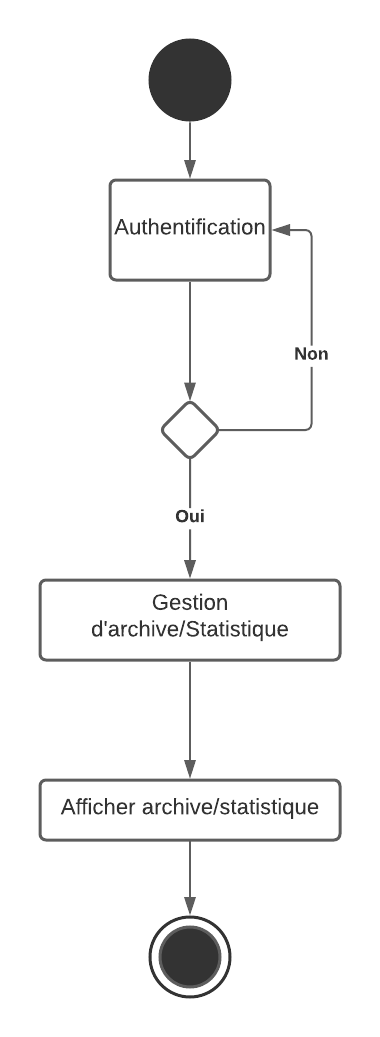 Authentification
Non
Oui
Gestion
d'archive/Statistique
Afficher archive/statistique